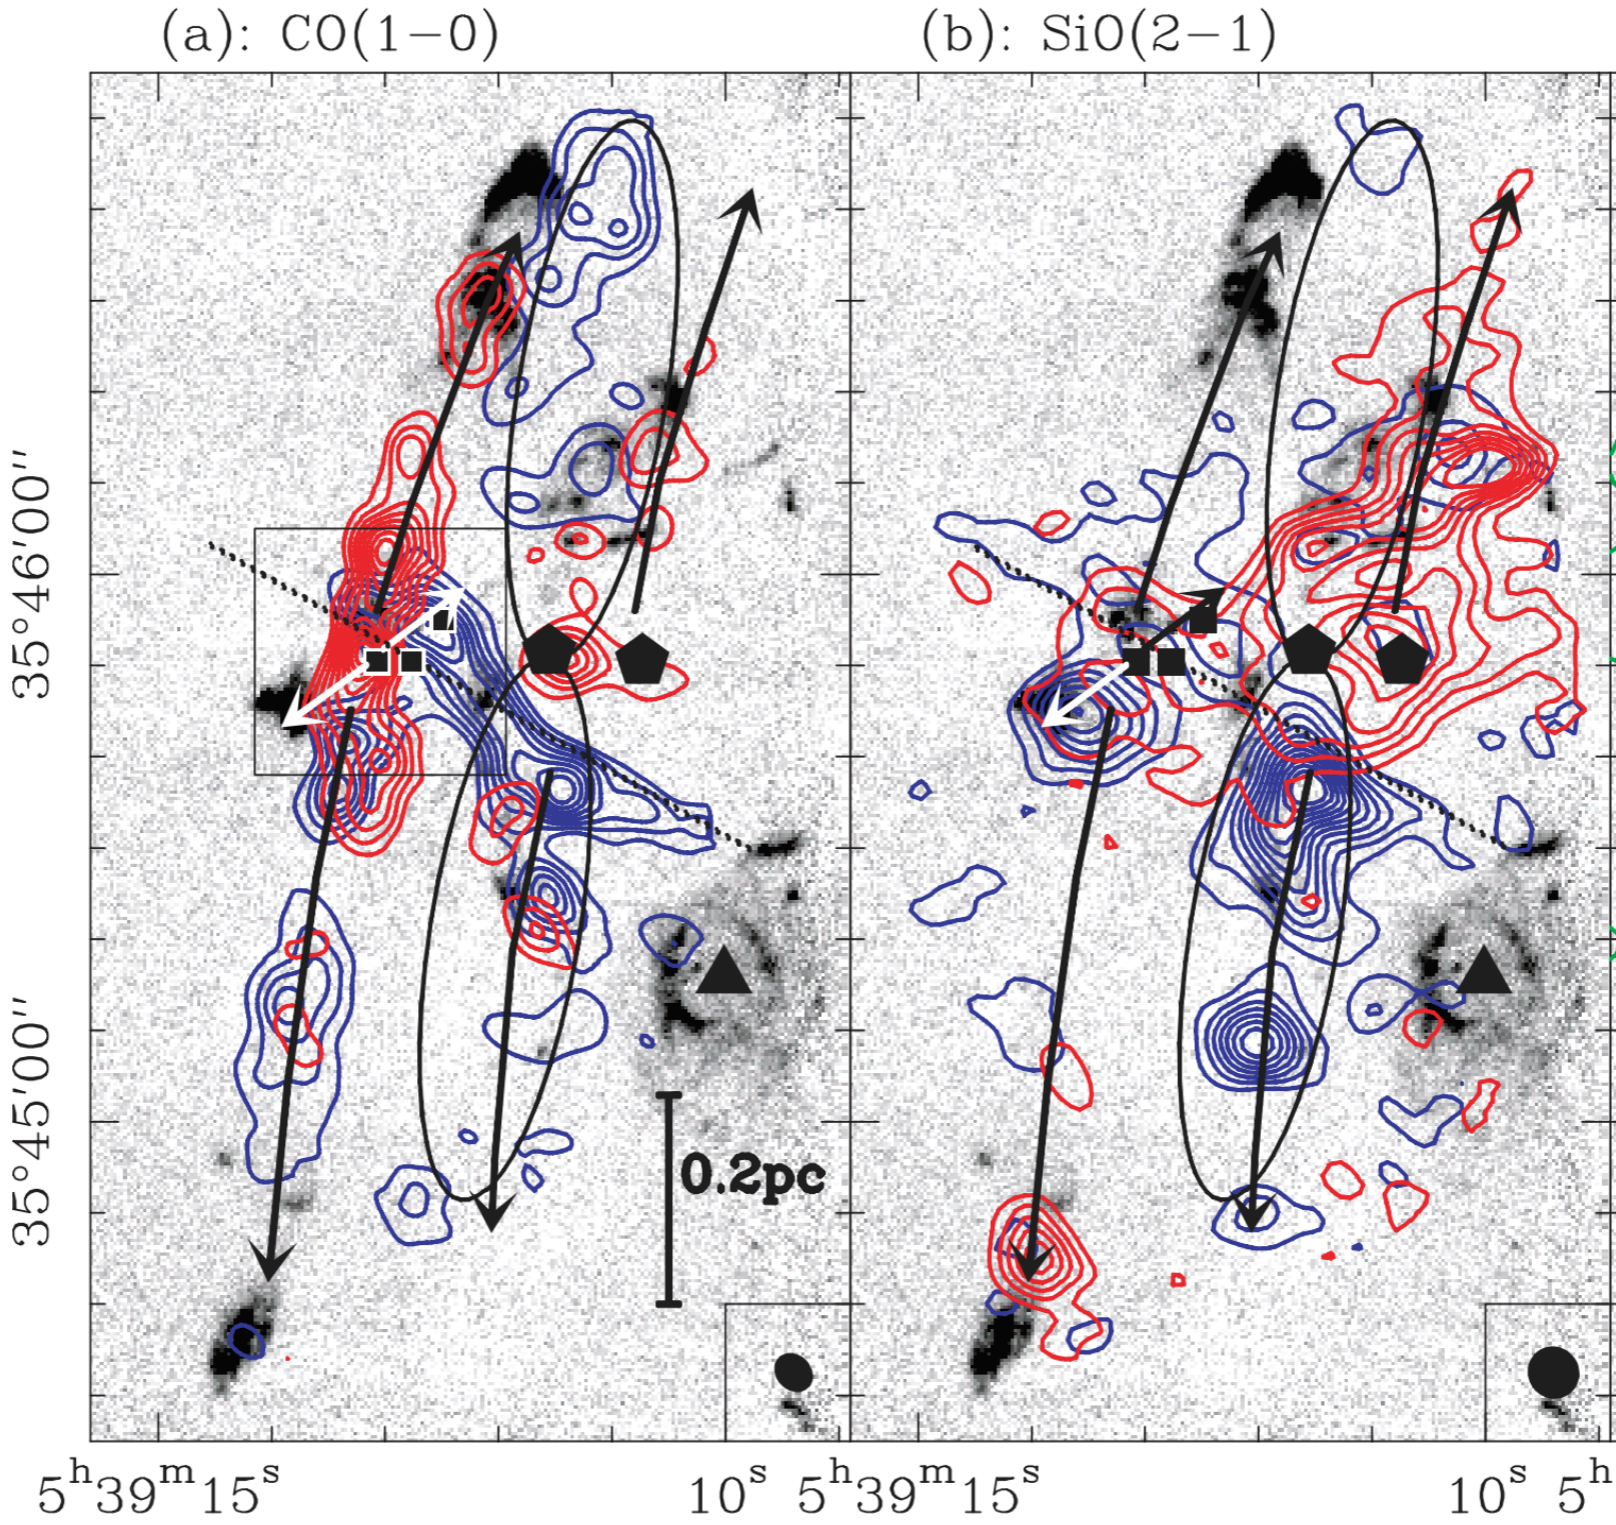 (a): CO(1−0)
(b): SiO(2−1)
35°46′00″
35°45′00″
0.2pc
5ʰ39ᵐ15ˢ
10ˢ
5ʰ39ᵐ15ˢ
10ˢ
5ʰ